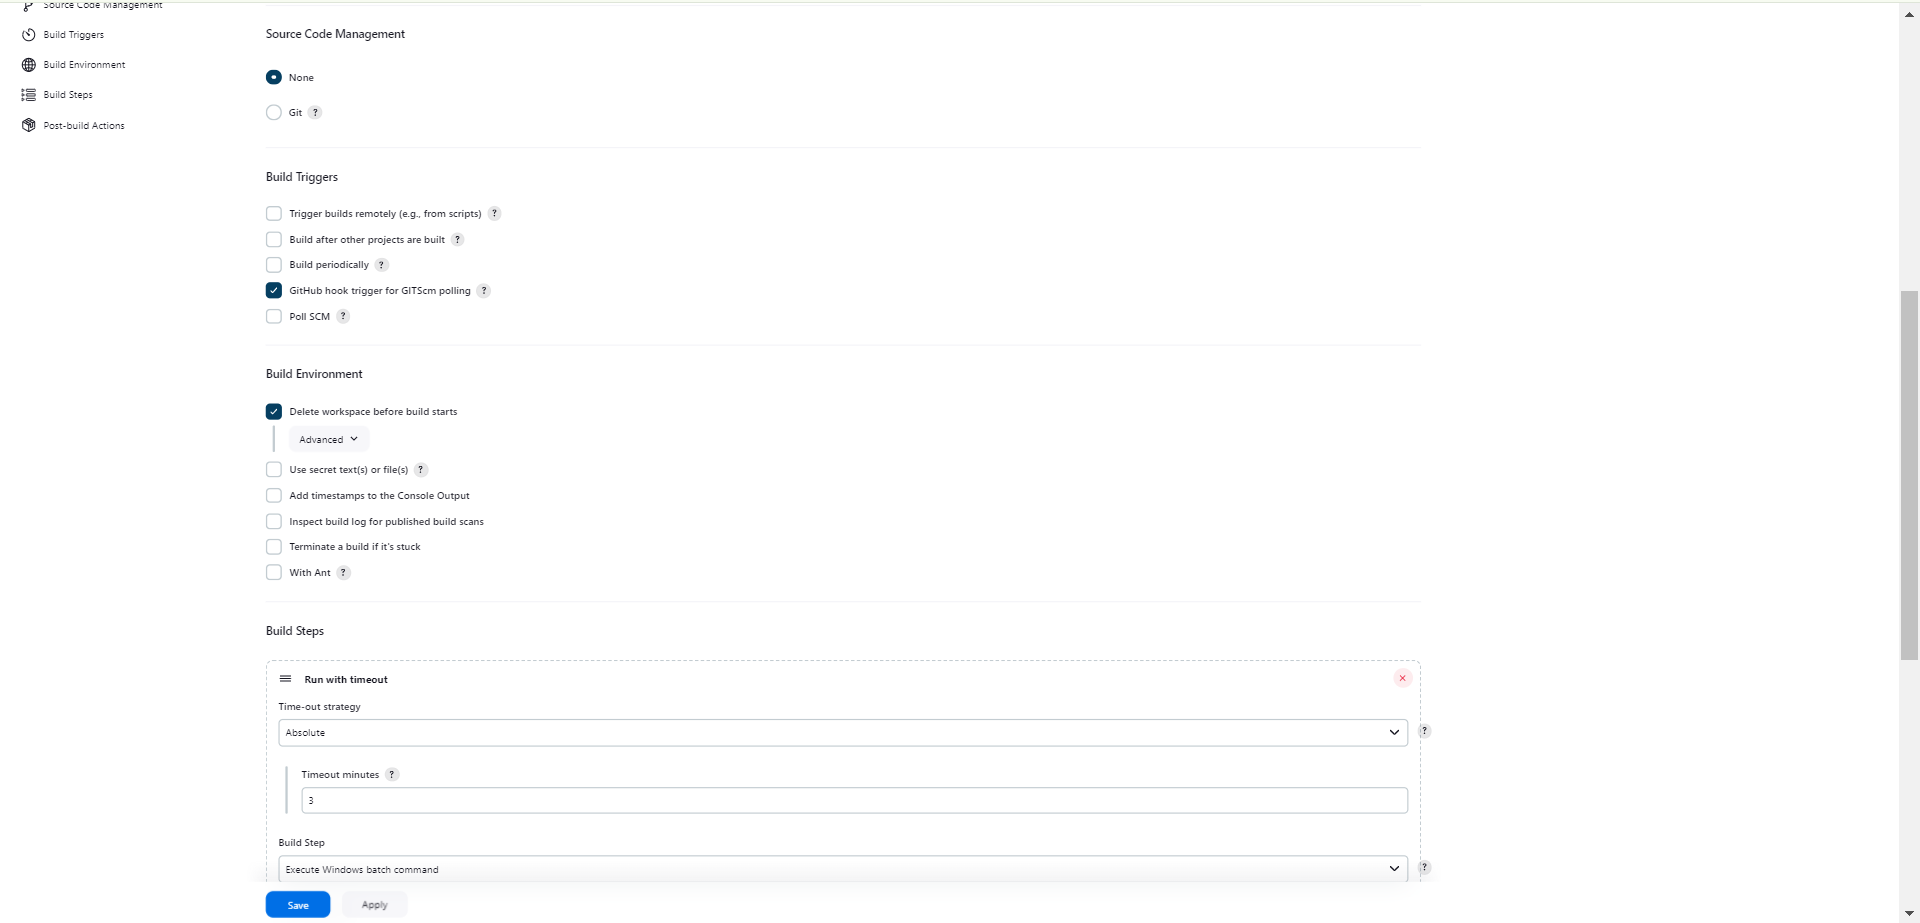 Source Code Management
Build Triggers
Build Environment
Build Steps
Post-build Actions
Source Code Management
None
Git ?
Build Triggers
Trigger builds remotely (e.g., from scripts) ?
Build after other projects are built ?
Build periodically ?
GitHub hook trigger for GITScm polling ?
Poll SCM ?
Build Environment
Delete workspace before build starts
Advanced
Use secret text(s) or file(s) ?
Add timestamps to the Console Output
Inspect build log for published build scans
Terminate a build if it's stuck
With Ant ?
Build Steps
Run with timeout
Time-out strategy
Absolute
?
Timeout minutes ?
3
Build Step
Execute Windows batch command
?
Save Apply